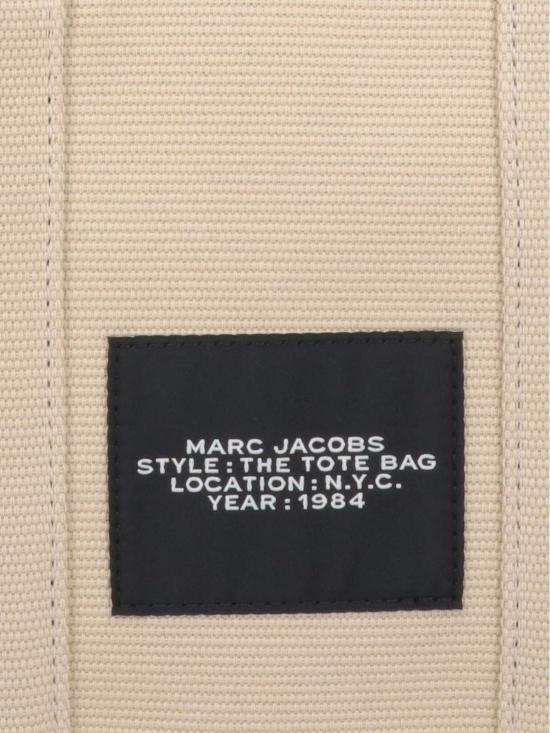 MARC JACOBS
STYLE: THE TOTE BAG
LOCATION: N.Y.C.
YEAR: 1984